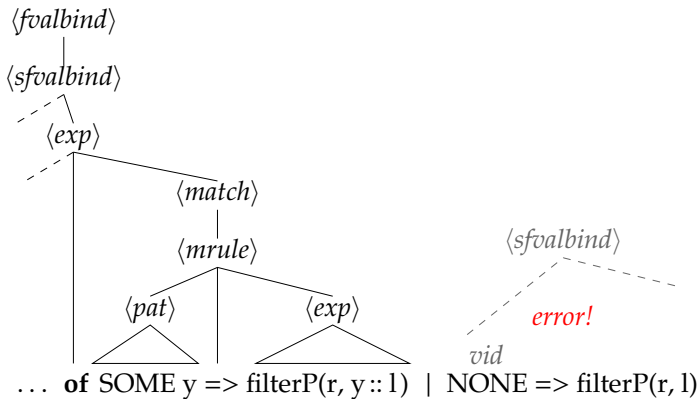 ⟨fvalbind⟩
⟨sfvalbind⟩
⟨exp⟩
⟨match⟩
⟨mrule⟩ ⟨sfvalbind⟩
⟨pat⟩ ⟨exp⟩ error!
vid
... of SOME y => filterP(r, y :: l) | NONE => filterP(r, l)